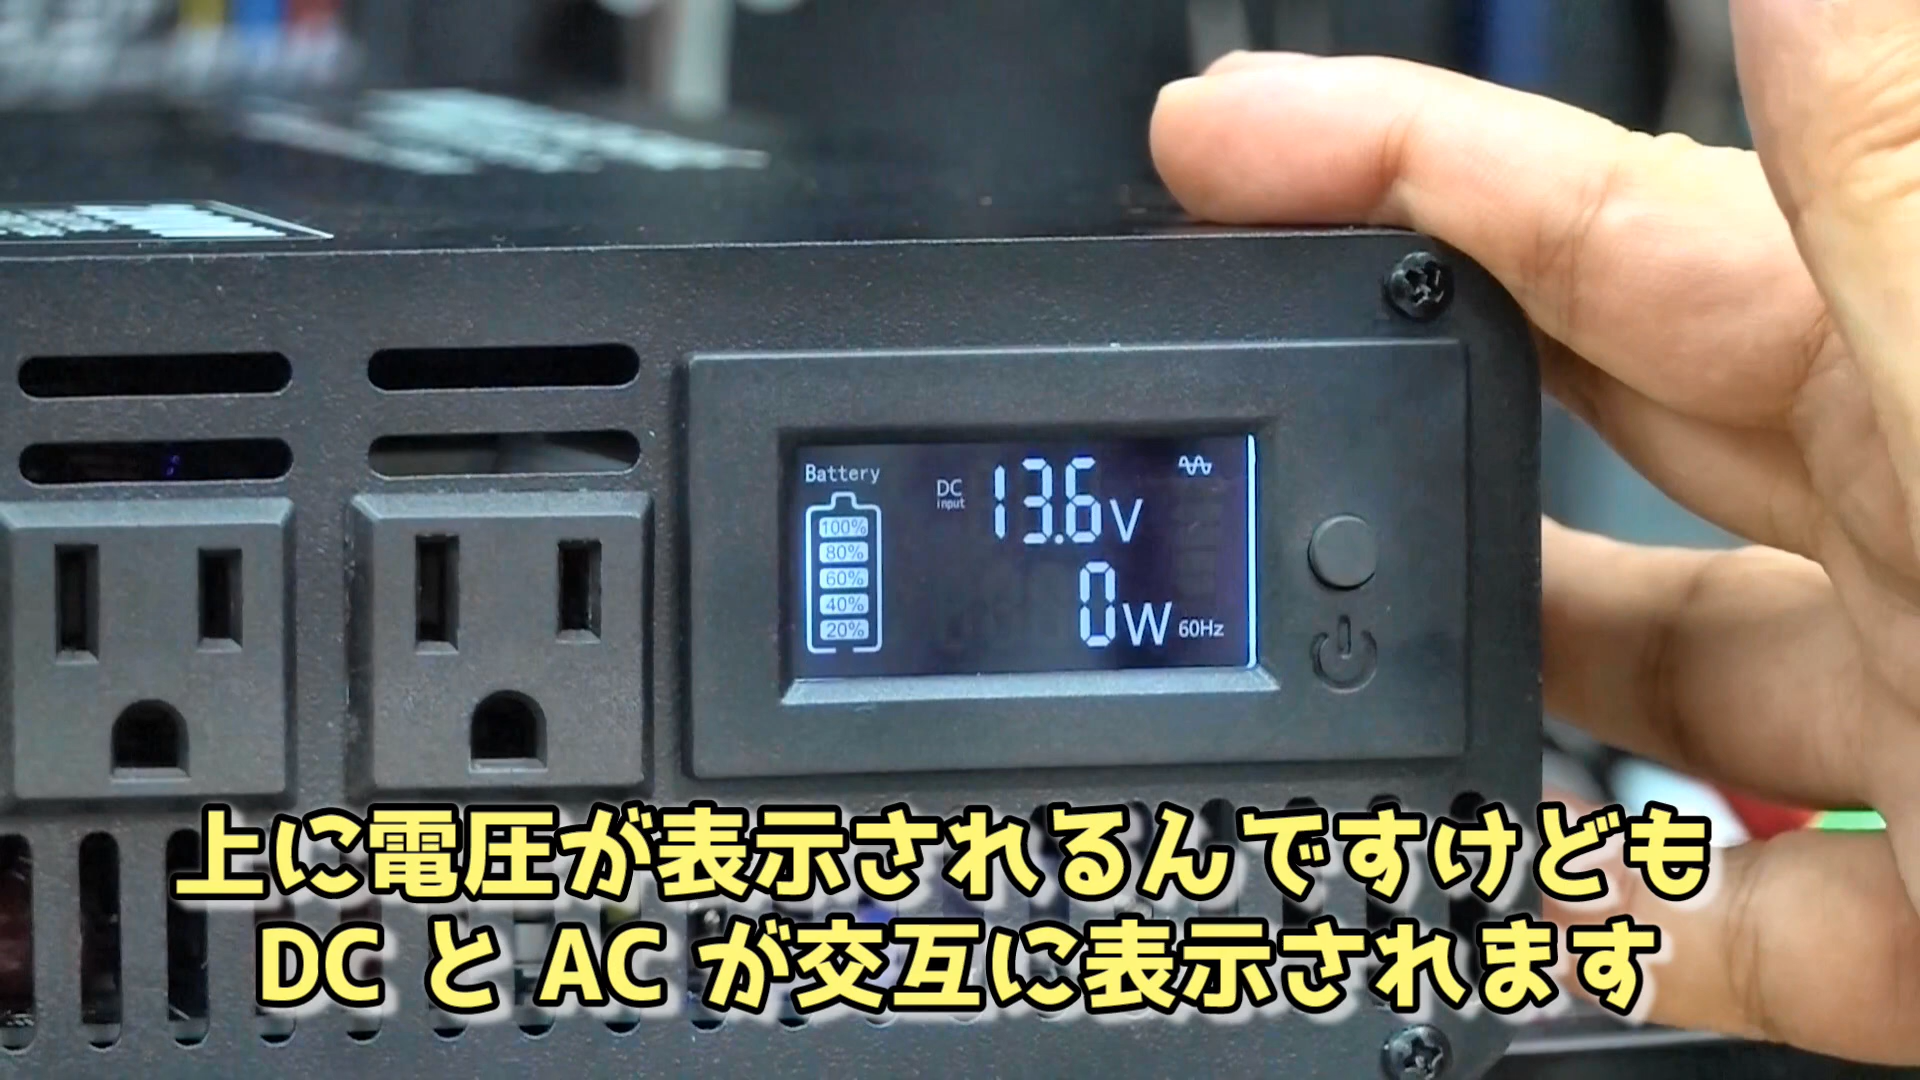 Battery
100%
80%
60%
40%
20%
DC
input
13.6V
0W 60Hz
上に電圧が表示されるんですけども
DC と AC が交互に表示されます